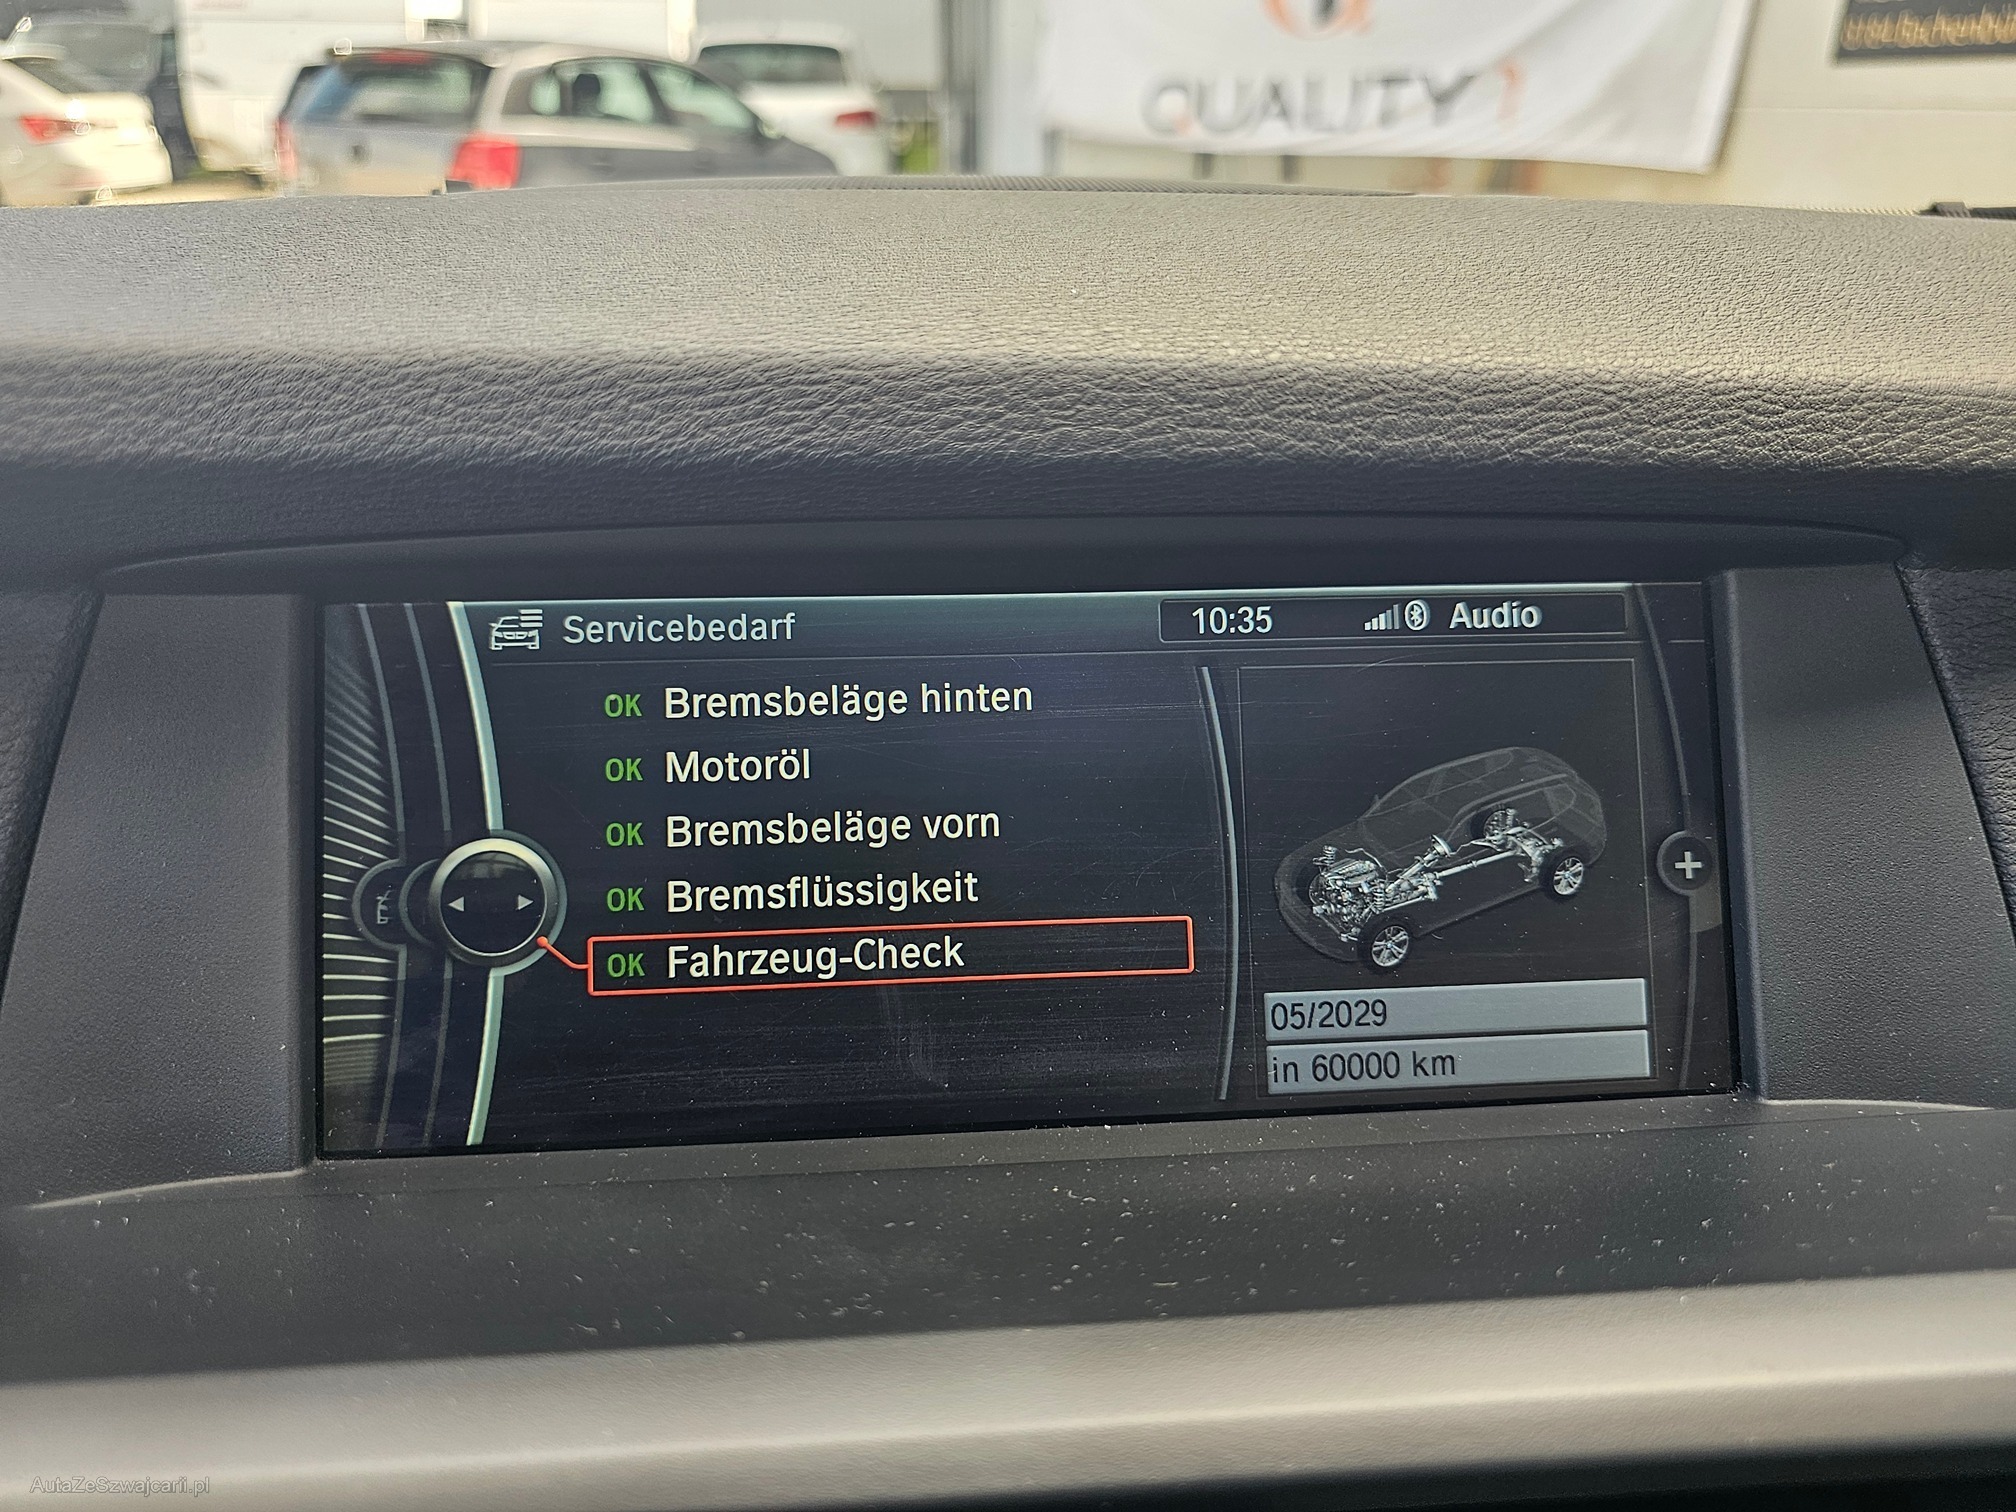 QUALITY 1
Servicebedarf
10:35
Audio
OK Bremsbeläge hinten
OK Motoröl
OK Bremsbeläge vorn
OK Bremsflüssigkeit
OK Fahrzeug-Check
05/2029
in 60000 km
AutaZeSzwajcarii.pl